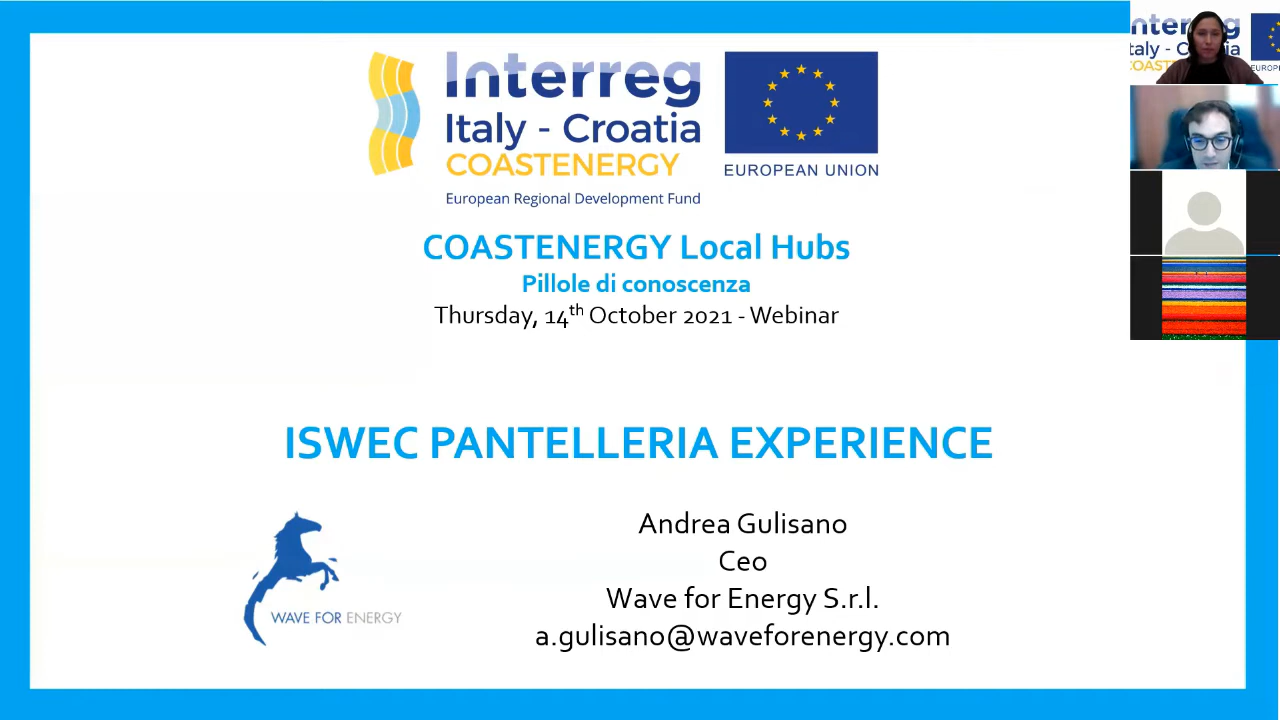 Interreg
Italy - Croatia
COASTENERGY
European Regional Development Fund
EUROPEAN UNION
COASTENERGY Local Hubs
Pillole di conoscenza
Thursday, 14th October 2021 - Webinar
ISWEC PANTELLERIA EXPERIENCE
WAVE FOR ENERGY
Andrea Gulisano
Ceo
Wave for Energy S.r.l.
a.gulisano@waveforenergy.com